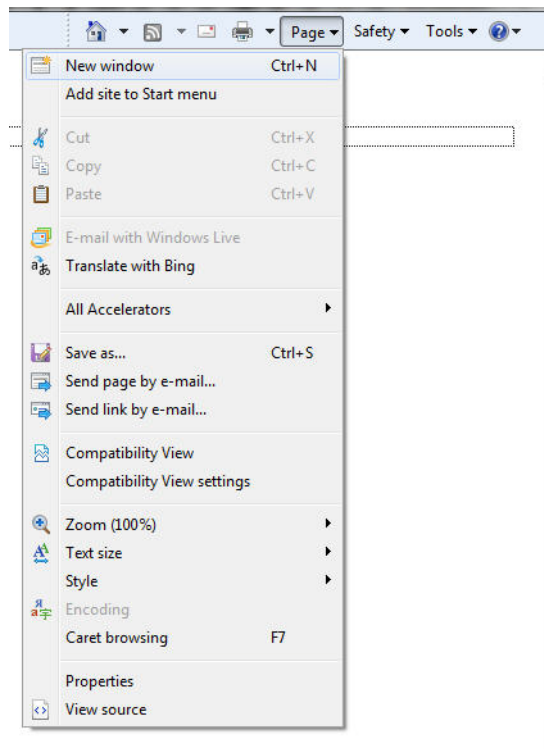 Page Safety Tools
New window Ctrl+N
Add site to Start menu
Cut Ctrl+X
Copy Ctrl+C
Paste Ctrl+V
E-mail with Windows Live
Translate with Bing
All Accelerators
Save as... Ctrl+S
Send page by e-mail...
Send link by e-mail...
Compatibility View
Compatibility View settings
Zoom (100%)
Text size
Style
Encoding
Caret browsing F7
Properties
View source